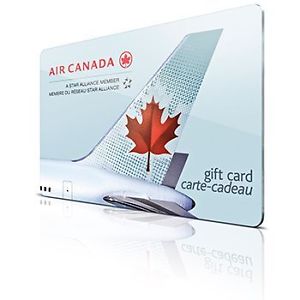 AIR CANADA
A STAR ALLIANCE MEMBER
MEMBRE DU RÉSEAU STAR ALLIANCE
gift card
carte-cadeau